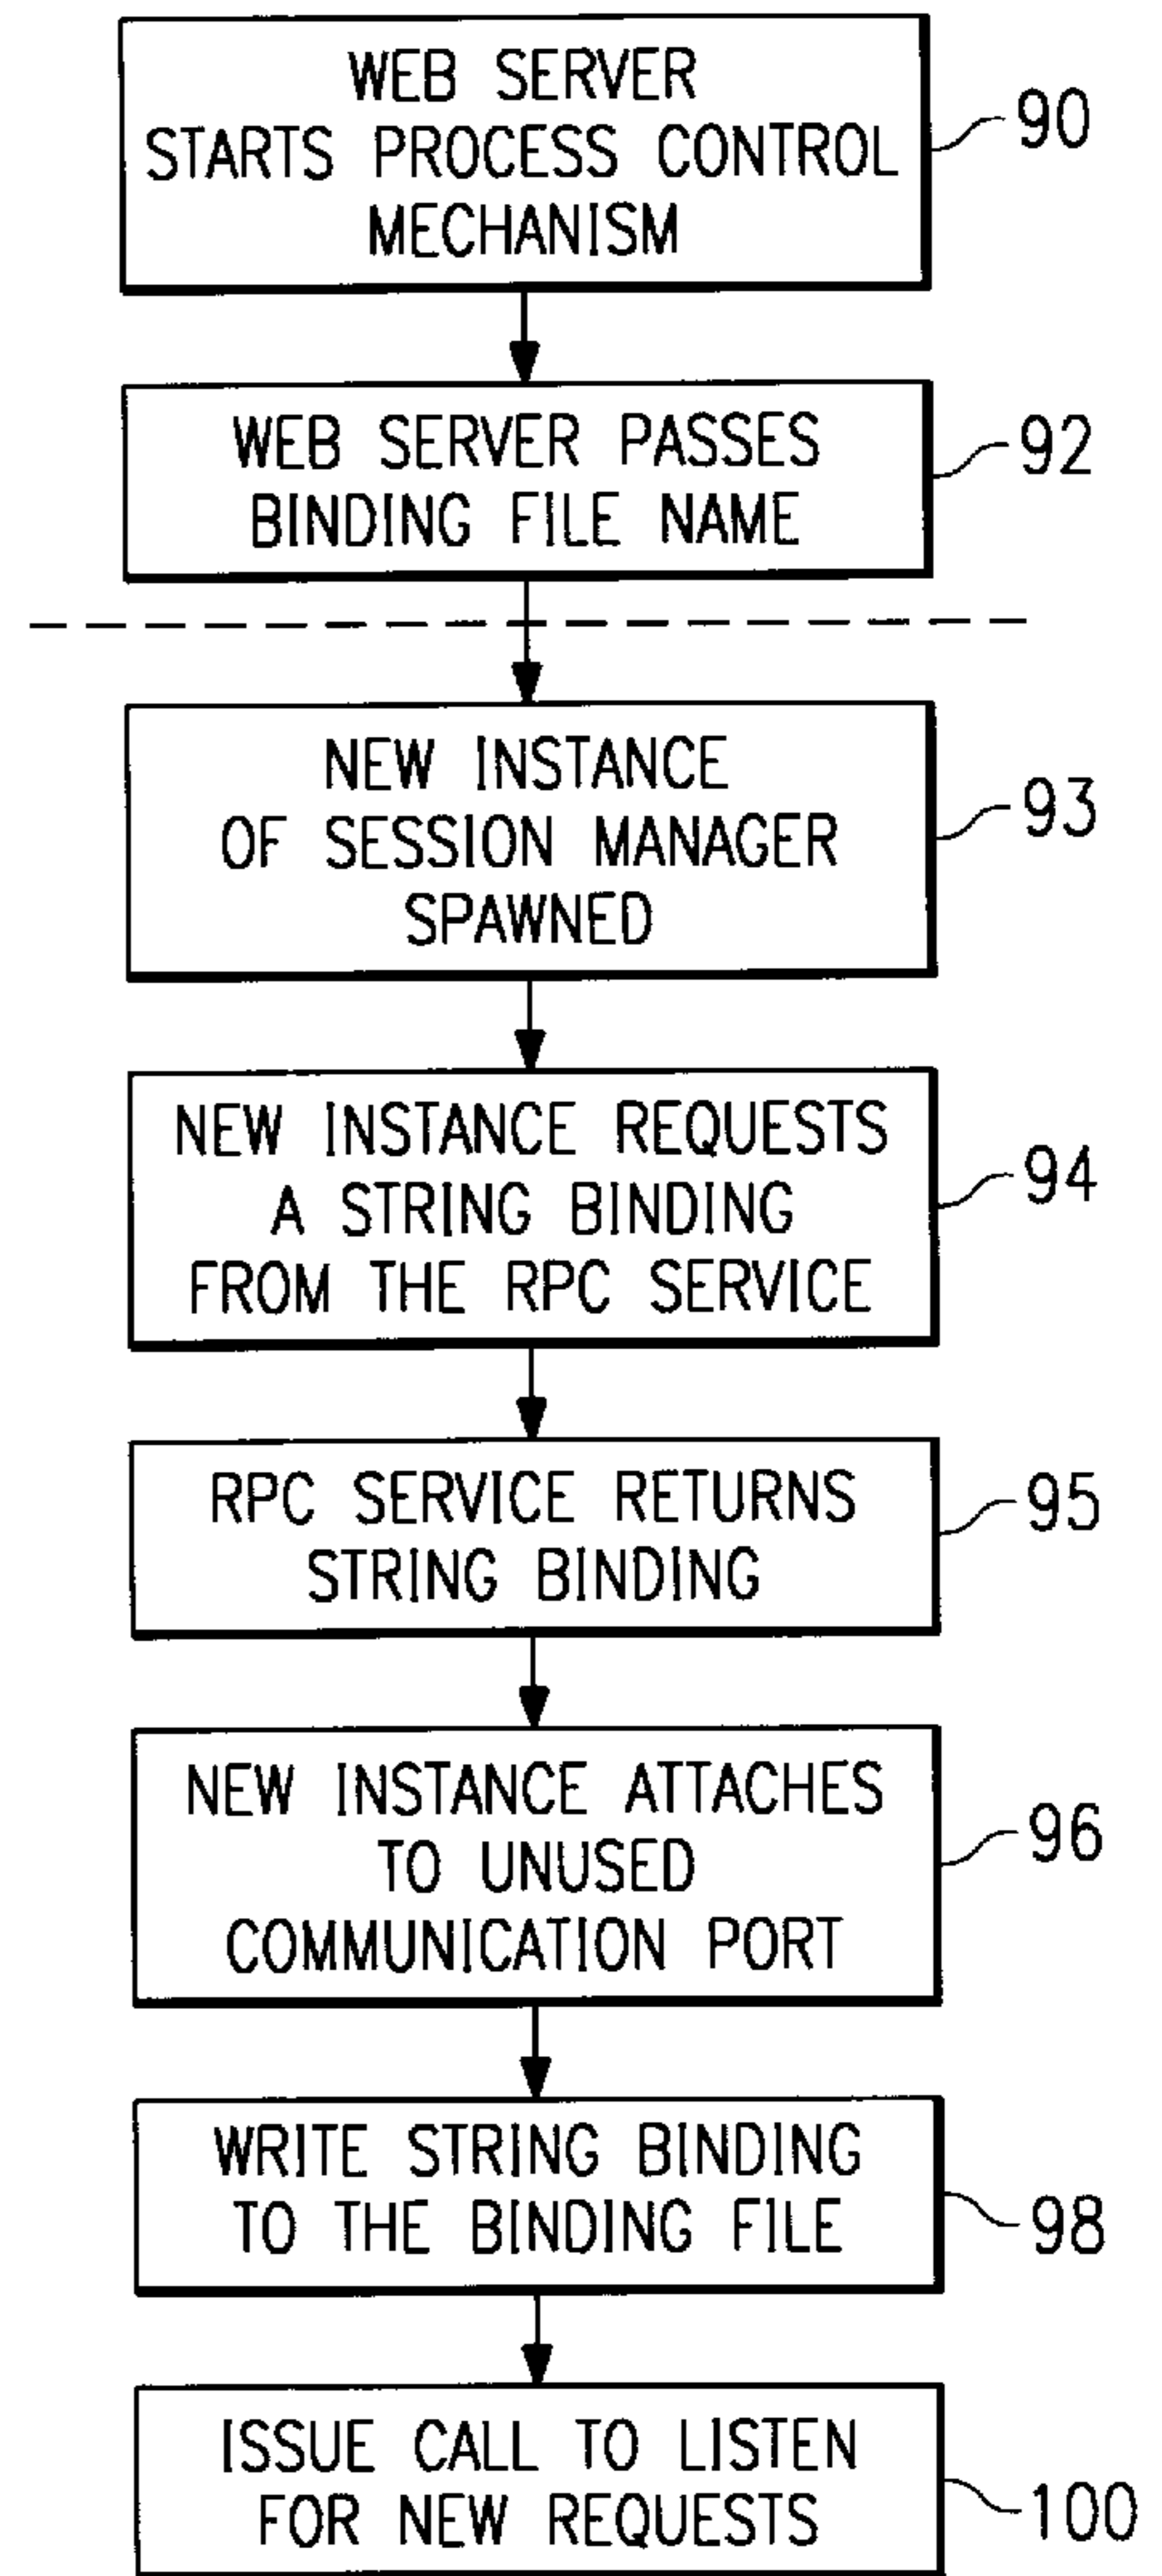 WEB SERVER
STARTS PROCESS CONTROL
MECHANISM
90
WEB SERVER PASSES
BINDING FILE NAME
92
NEW INSTANCE
OF SESSION MANAGER
SPAWNED
93
NEW INSTANCE REQUESTS
A STRING BINDING
FROM THE RPC SERVICE
94
RPC SERVICE RETURNS
STRING BINDING
95
NEW INSTANCE ATTACHES
TO UNUSED
COMMUNICATION PORT
96
WRITE STRING BINDING
TO THE BINDING FILE
98
ISSUE CALL TO LISTEN
FOR NEW REQUESTS
100